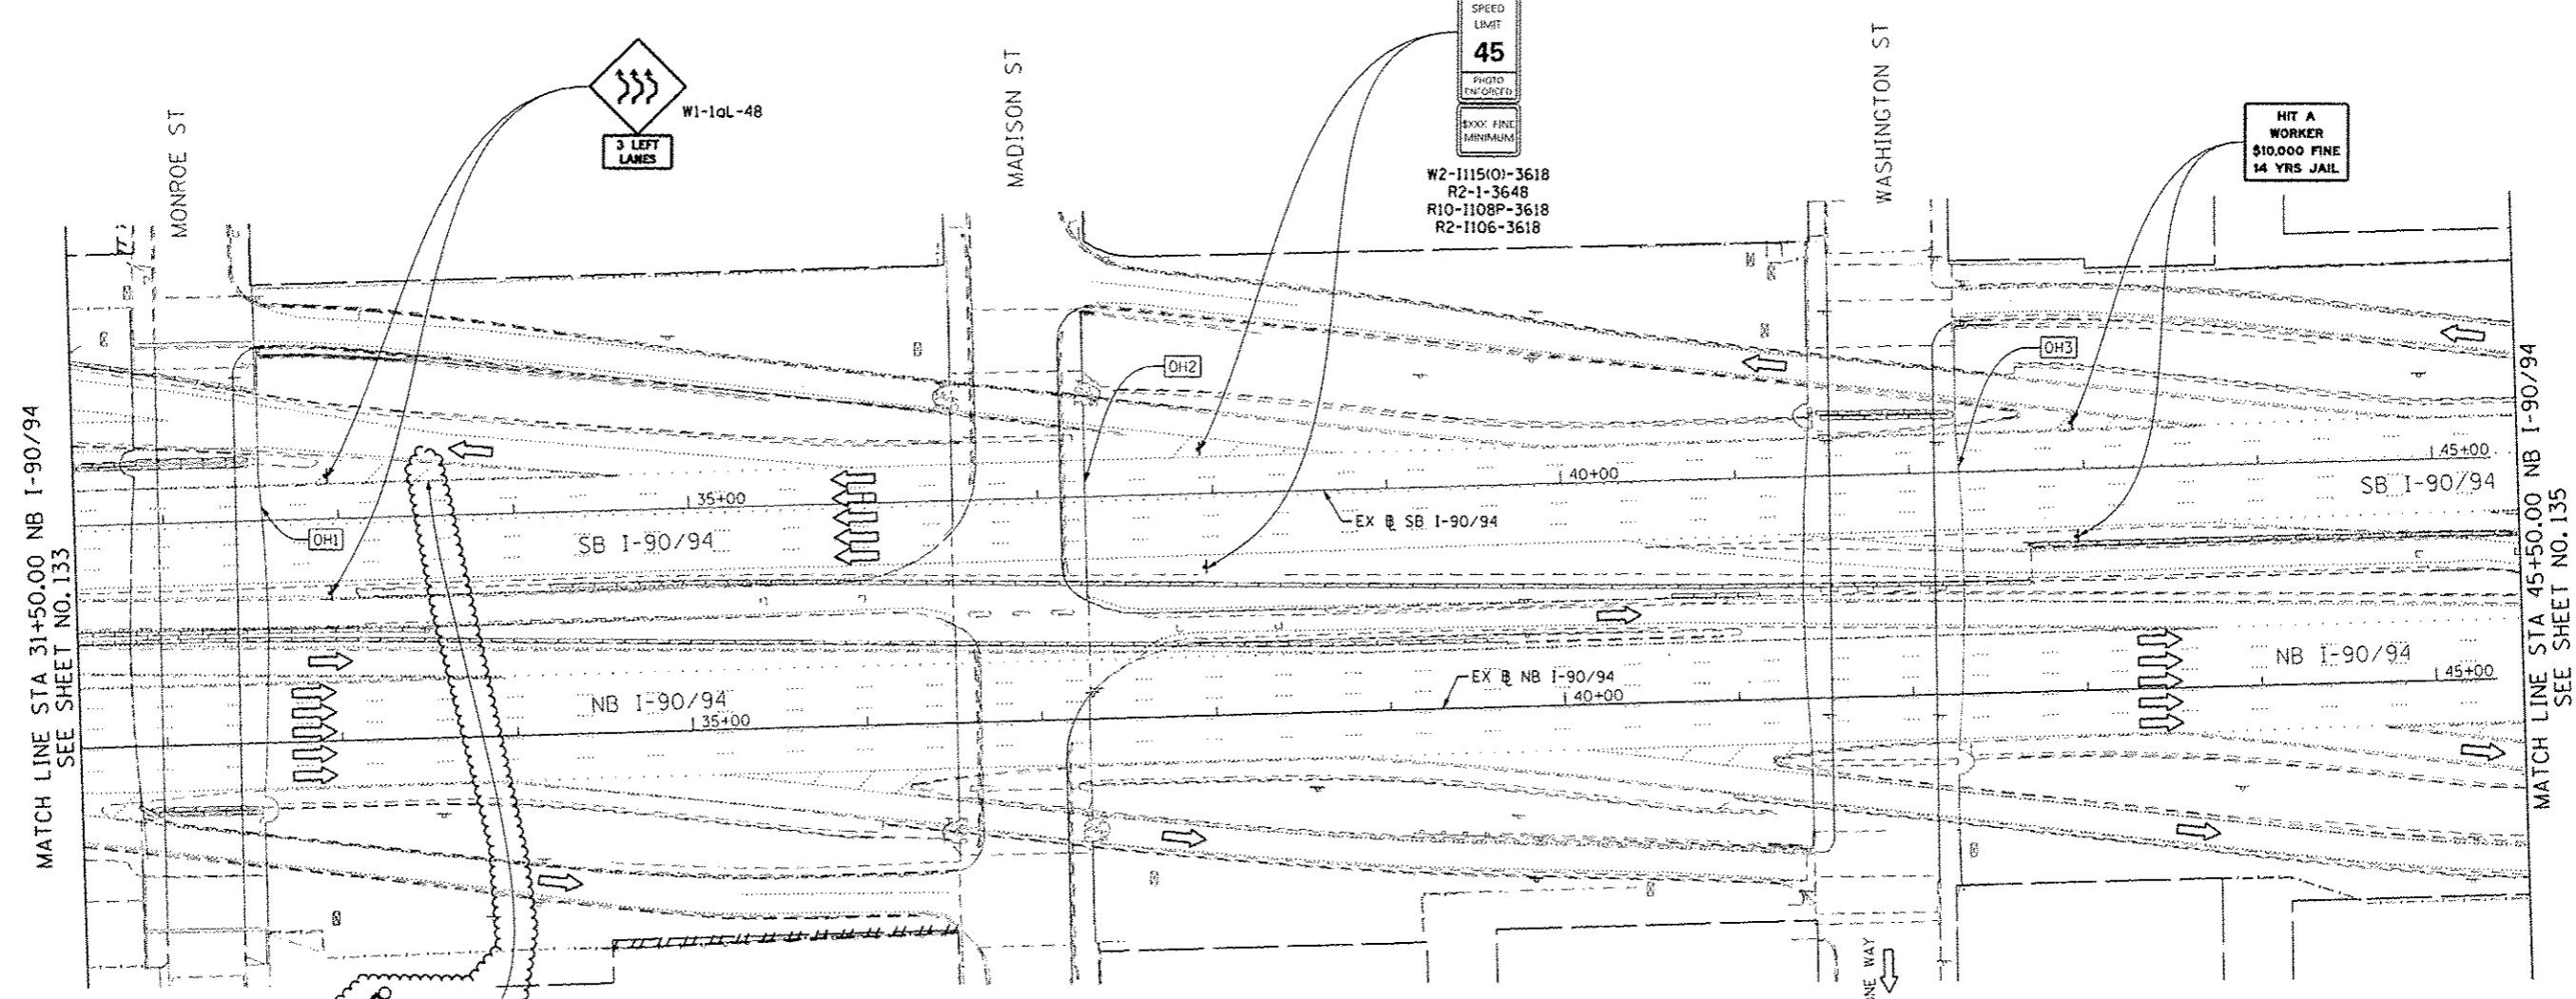 SPEED
LIMIT
45
PHOTO
ENFORCED
$XXX FINE
MINIMUM
W2-I115(O)-3618
R2-1-3648
R10-I108P-3618
R2-I106-3618
W1-1aL-48
3 LEFT
LANES
MONROE ST
MADISON ST
WASHINGTON ST
HIT A
WORKER
$10,000 FINE
14 YRS JAIL
MATCH LINE STA 31+50.00 NB I-90/94
SEE SHEET NO.133
OH1
OH2
OH3
35+00
40+00
45+00
SB I-90/94
SB I-90/94
EX B SB I-90/94
NB I-90/94
35+00
EX B NB I-90/94
40+00
NB I-90/94
45+00
MATCH LINE STA 45+50.00 NB I-90/94
SEE SHEET NO.135
WAY